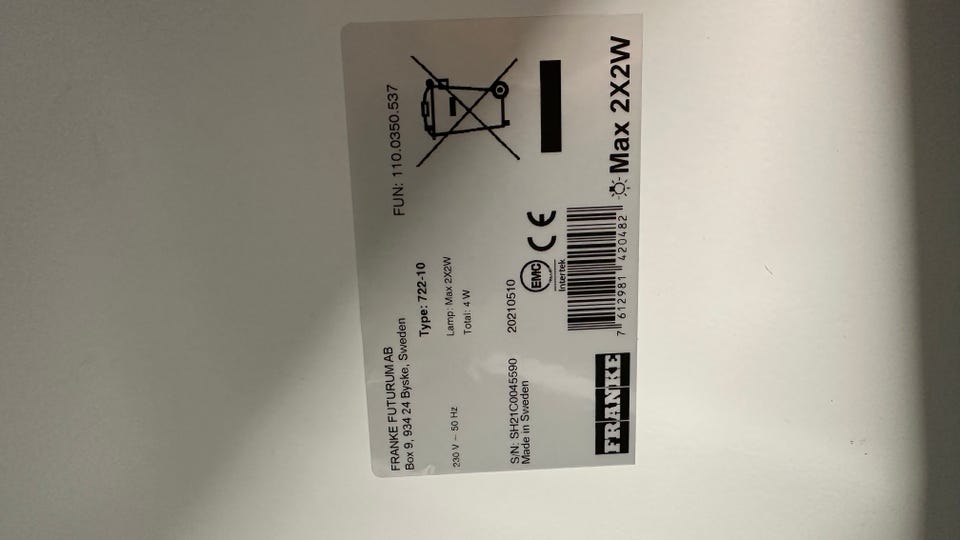 FRANKE FUTURUM AB
Box 9, 934 24 Byske, Sweden
FUN: 110.0350.537
Type: 722-10
230 V ~ 50 Hz
Lamp: Max 2X2W
Total: 4 W
S/N: SH21C0045590
20210510
Made in Sweden
EMC
Intertek
CE
7 612981 420482
FRANKE
Max 2X2W